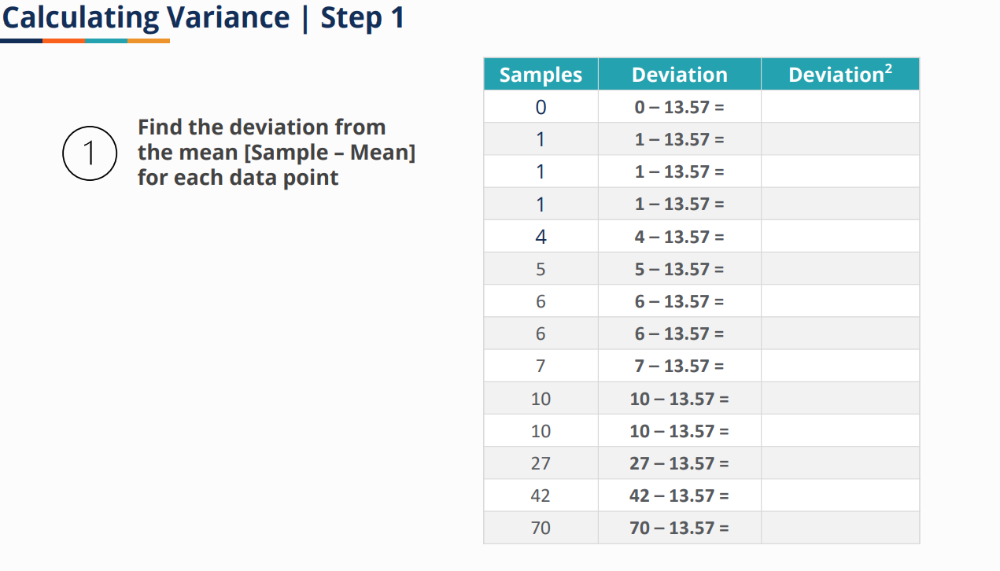 Calculating Variance | Step 1
1
Find the deviation from
the mean [Sample – Mean]
for each data point
Samples Deviation Deviation²
0 0 – 13.57 =
1 1 – 13.57 =
1 1 – 13.57 =
1 1 – 13.57 =
4 4 – 13.57 =
5 5 – 13.57 =
6 6 – 13.57 =
6 6 – 13.57 =
7 7 – 13.57 =
10 10 – 13.57 =
10 10 – 13.57 =
27 27 – 13.57 =
42 42 – 13.57 =
70 70 – 13.57 =